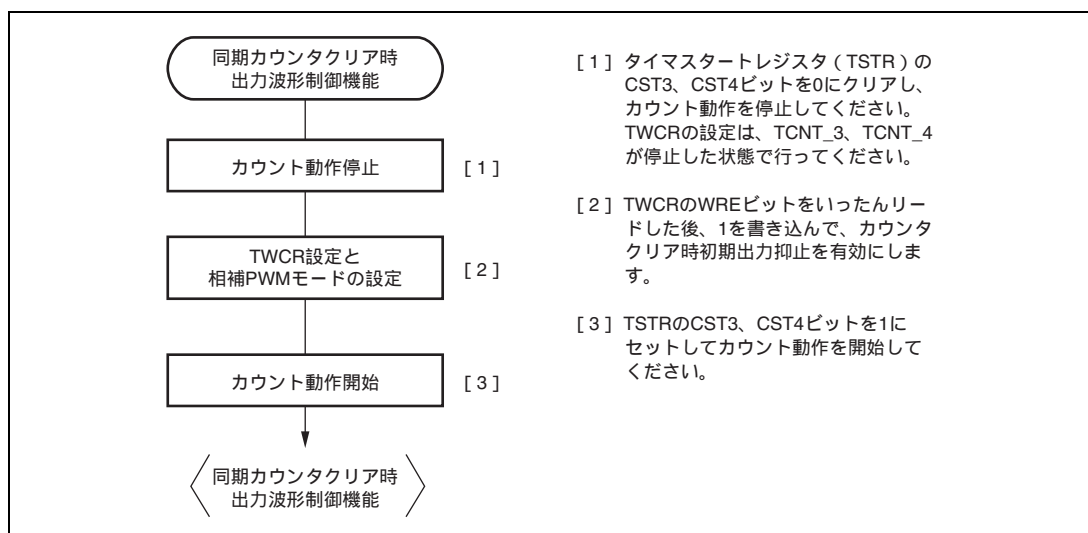 同期カウンタクリア時
出力波形制御機能
カウント動作停止
[ 1 ]
TWCR設定と
相補PWMモードの設定
[ 2 ]
カウント動作開始
[ 3 ]
同期カウンタクリア時
出力波形制御機能
[ 1 ] タイマスタートレジスタ ( TSTR ) の
CST3、CST4ビットを0にクリアし、
カウント動作を停止してください。
TWCRの設定は、TCNT_3、TCNT_4
が停止した状態で行ってください。
[ 2 ] TWCRのWREビットをいったんリー
ドした後、1を書き込んで、カウンタ
クリア時初期出力抑止を有効にしま
す。
[ 3 ] TSTRのCST3、CST4ビットを1に
セットしてカウント動作を開始して
ください。